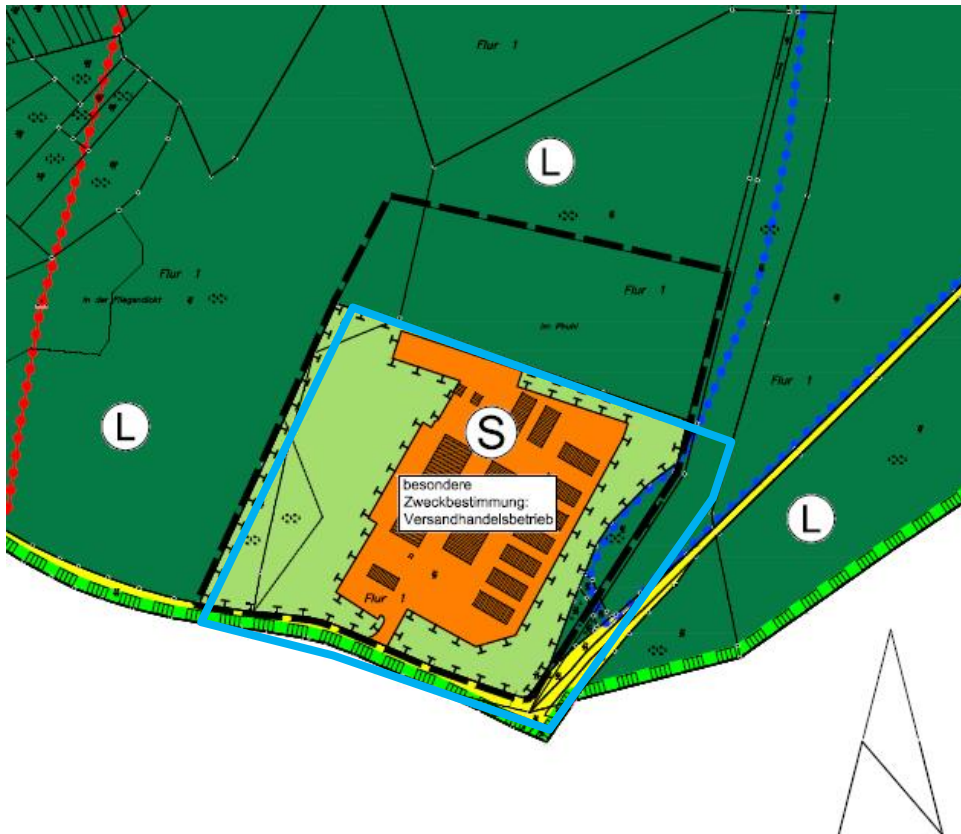 Flur 1
L
Flur 1
In der Fliegendickt
Flur 1
Im Pfuhl
Flur 1
L
S
besondere
Zweckbestimmung:
Versandhandelsbetrieb
L
Flur 1